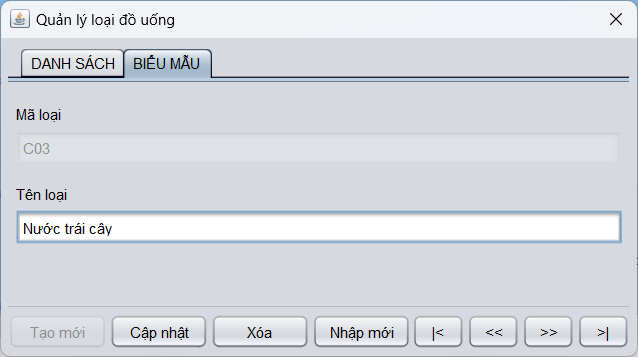 Quản lý loại đồ uống
DANH SÁCH BIỂU MẪU
Mã loại
C03
Tên loại
Nước trái cây
Tạo mới Cập nhật Xóa Nhập mới |< << >> >|